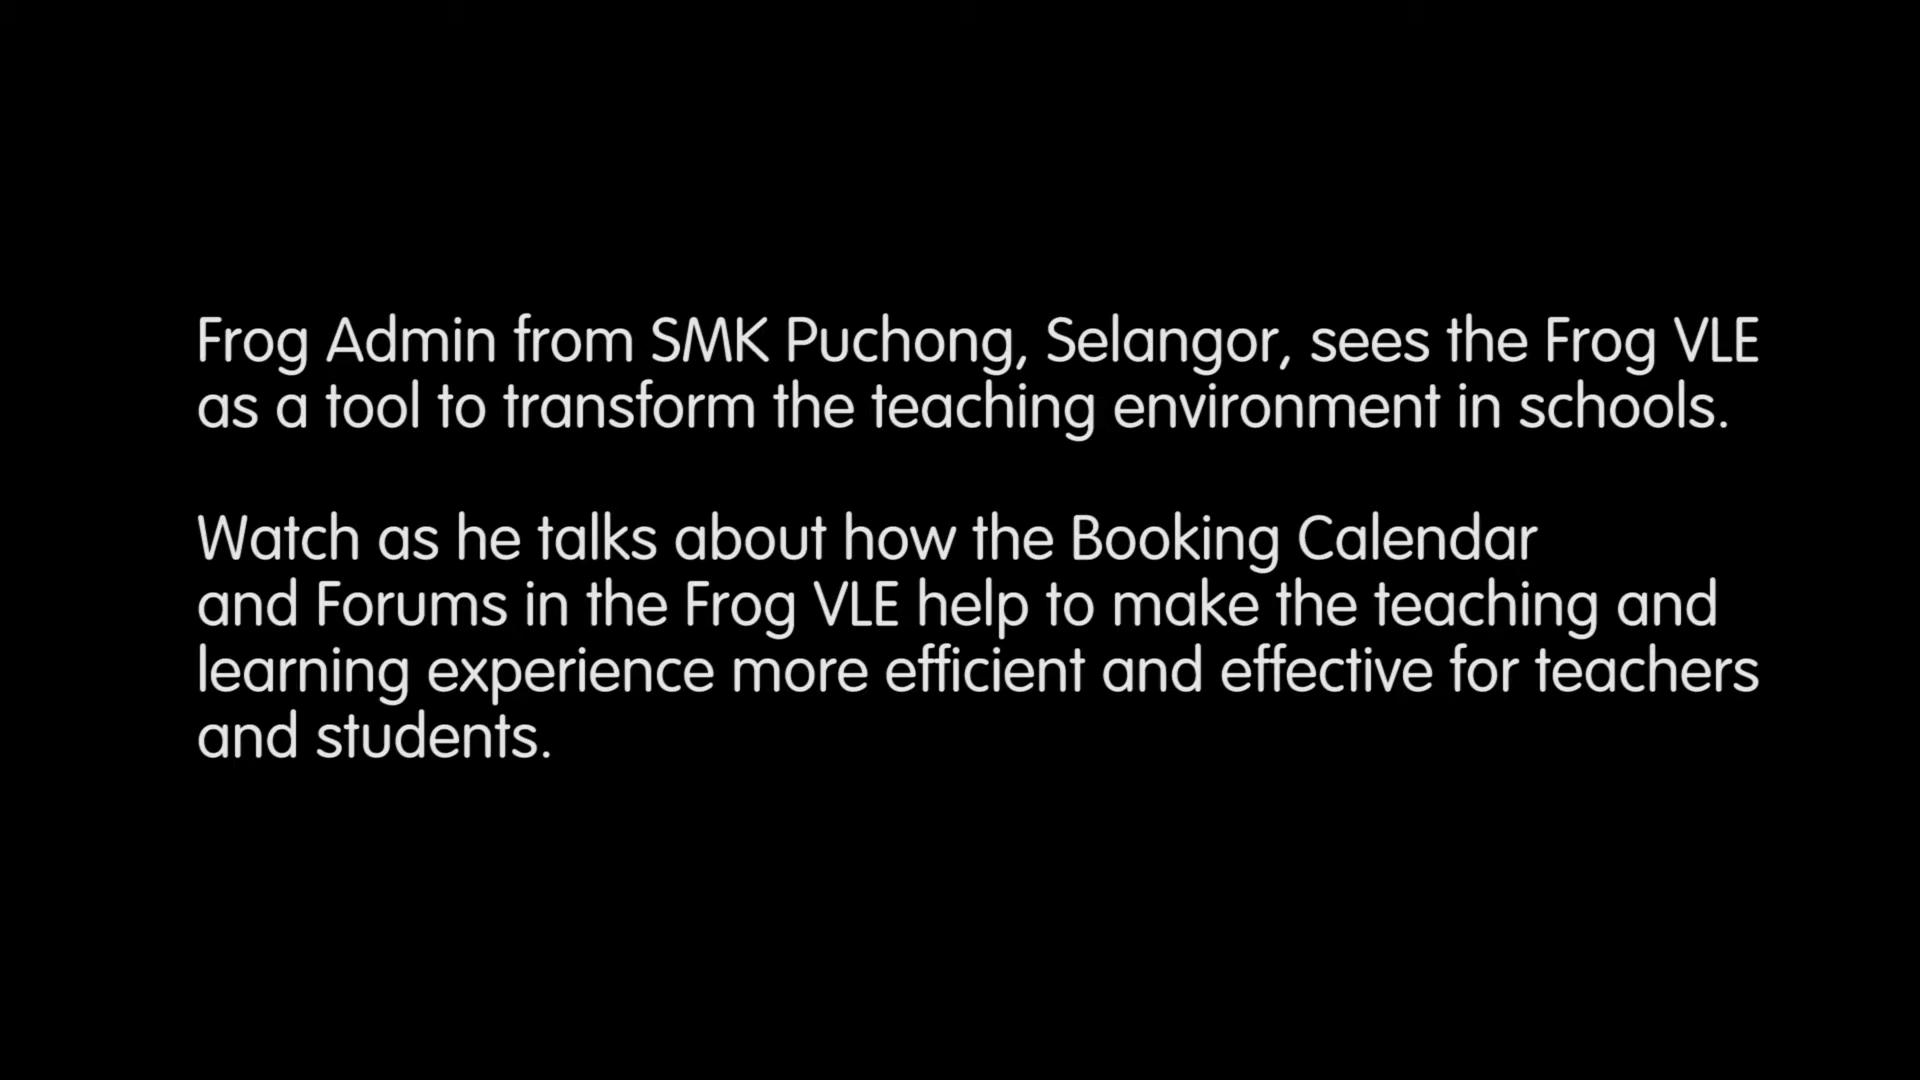 Frog Admin from SMK Puchong, Selangor, sees the Frog VLE
as a tool to transform the teaching environment in schools.
Watch as he talks about how the Booking Calendar
and Forums in the Frog VLE help to make the teaching and
learning experience more efficient and effective for teachers
and students.